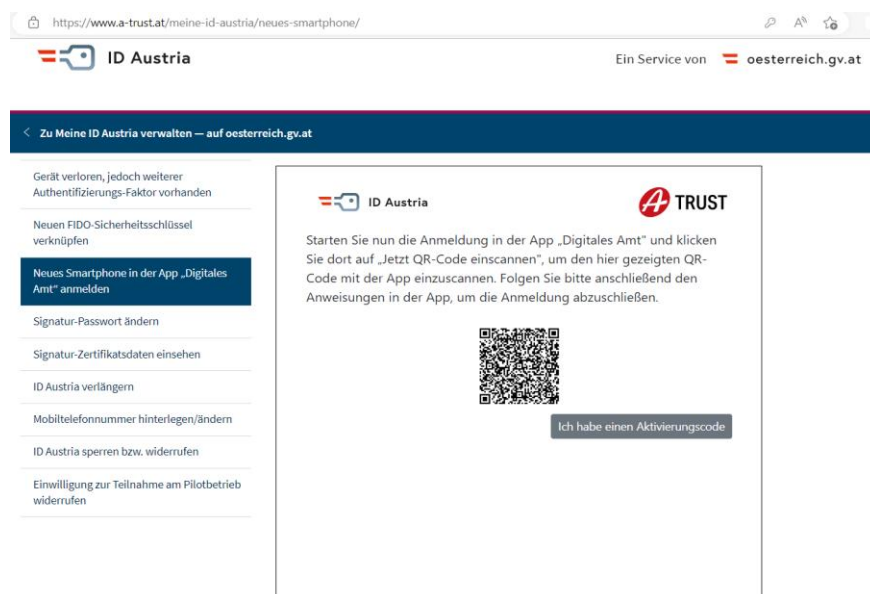 https://www.a-trust.at/meine-id-austria/neues-smartphone/
ID Austria
Ein Service von oesterreich.gv.at
Zu Meine ID Austria verwalten — auf oesterreich.gv.at
Gerät verloren, jedoch weiterer
Authentifizierungs-Faktor vorhanden
Neuen FIDO-Sicherheitsschlüssel
verknüpfen
Neues Smartphone in der App „Digitales
Amt" anmelden
Signatur-Passwort ändern
Signatur-Zertifikatsdaten einsehen
ID Austria verlängern
Mobiltelefonnummer hinterlegen/ändern
ID Austria sperren bzw. widerrufen
Einwilligung zur Teilnahme am Pilotbetrieb
widerrufen
ID Austria
A TRUST
Starten Sie nun die Anmeldung in der App „Digitales Amt" und klicken
Sie dort auf „Jetzt QR-Code einscannen", um den hier gezeigten QR-
Code mit der App einzuscannen. Folgen Sie bitte anschließend den
Anweisungen in der App, um die Anmeldung abzuschließen.
Ich habe einen Aktivierungscode